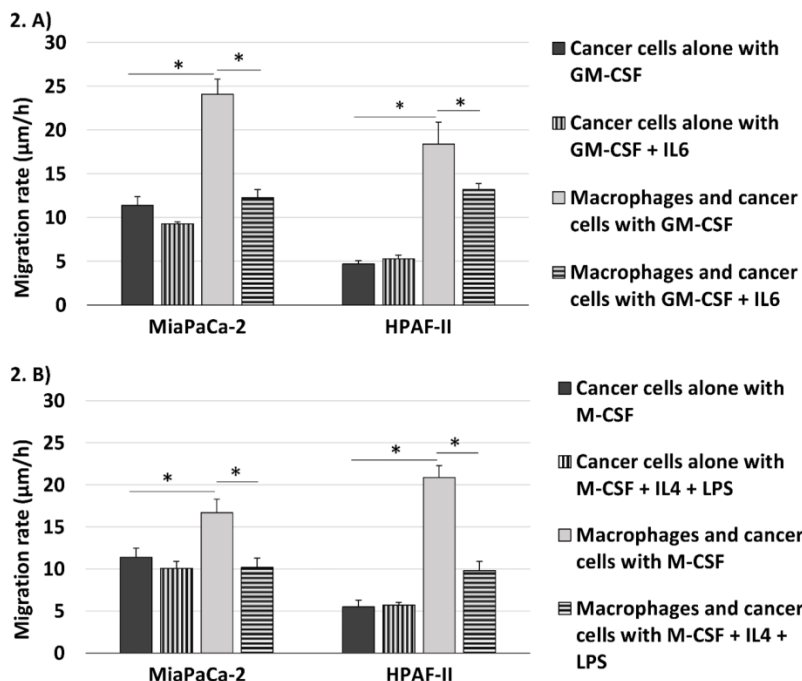 2. A)
30
25
20
15
10
5
0
Migration rate (µm/h)
*
*
*
*
MiaPaCa-2
HPAF-II
Cancer cells alone with
GM-CSF
Cancer cells alone with
GM-CSF + IL6
Macrophages and cancer
cells with GM-CSF
Macrophages and cancer
cells with GM-CSF + IL6
2. B)
30
25
20
15
10
5
0
Migration rate (µm/h)
*
*
*
*
MiaPaCa-2
HPAF-II
Cancer cells alone with
M-CSF
Cancer cells alone with
M-CSF + IL4 + LPS
Macrophages and cancer
cells with M-CSF
Macrophages and cancer
cells with M-CSF + IL4 +
LPS